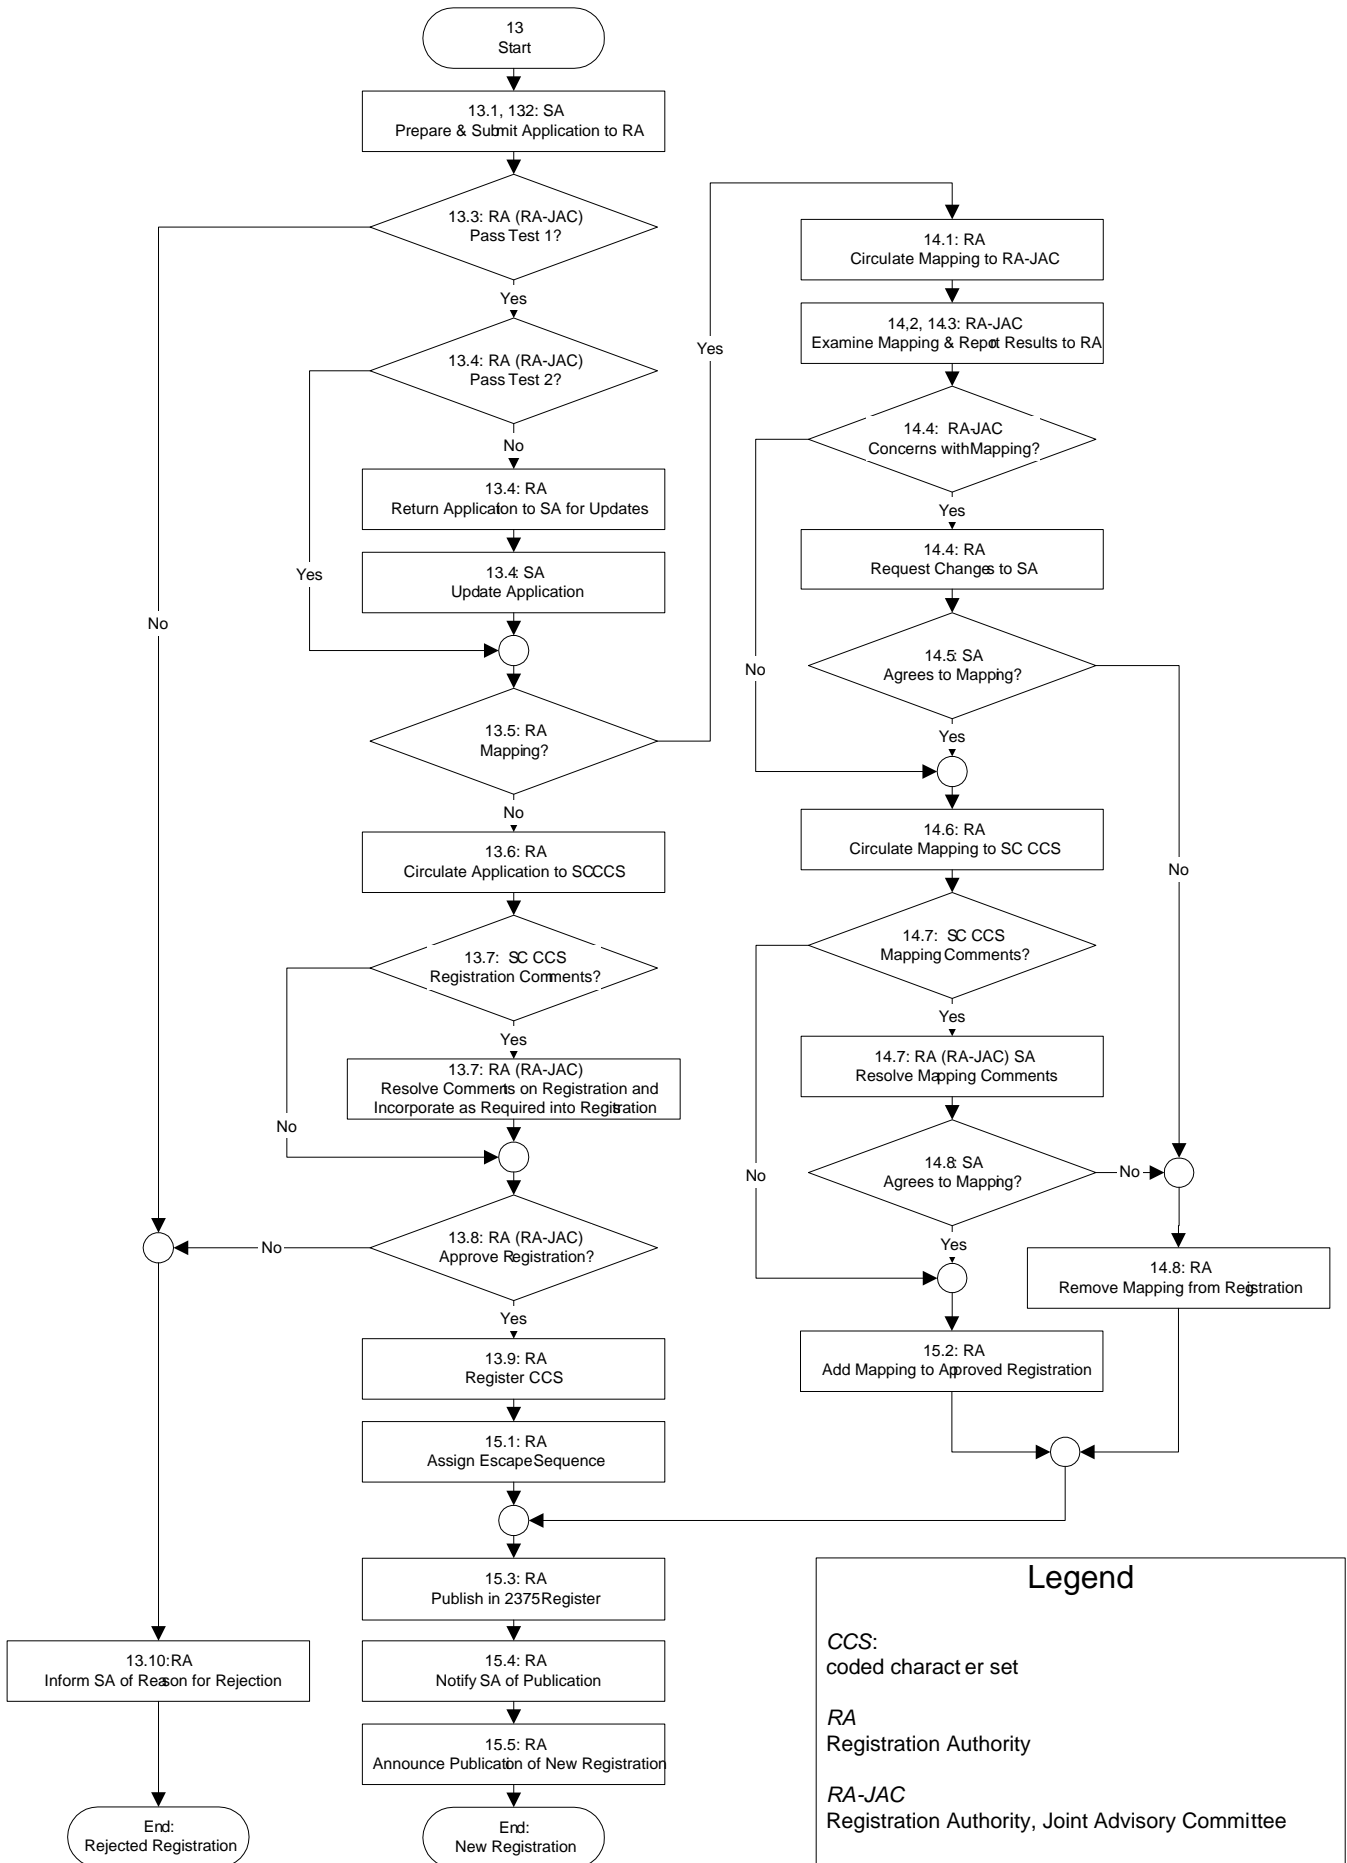 13
Start
13.1, 132: SA
Prepare & Submit Application to RA
13.3: RA (RA-JAC)
Pass Test 1?
Yes
No
13.4: RA (RA-JAC)
Pass Test 2?
No
Yes
13.4: RA
Return Application to SA for Updates
13.4: SA
Update Application
13.5: RA
Mapping?
Yes
No
13.6: RA
Circulate Application to SCCCS
13.7: SC CCS
Registration Comments?
Yes
No
13.7: RA (RA-JAC)
Resolve Comments on Registration and
Incorporate as Required into Registration
13.8: RA (RA-JAC)
Approve Registration?
No
Yes
13.9: RA
Register CCS
15.1: RA
Assign EscapeSequence
15.3: RA
Publish in 2375Register
15.4: RA
Notify SA of Publication
15.5: RA
Announce Publication of New Registration
End:
New Registration
13.10:RA
Inform SA of Reason for Rejection
End:
Rejected Registration
14.1: RA
Circulate Mapping to RA-JAC
14,2, 14.3: RA-JAC
Examine Mapping & Report Results to RA
14.4: RA-JAC
Concerns withMapping?
Yes
No
14.4: RA
Request Changes to SA
14.5: SA
Agrees to Mapping?
Yes
No
14.6: RA
Circulate Mapping to SC CCS
14.7: SC CCS
Mapping Comments?
Yes
No
14.7: RA (RA-JAC) SA
Resolve Mapping Comments
14.8: SA
Agrees to Mapping?
No
Yes
14.8: RA
Remove Mapping from Registration
15.2: RA
Add Mapping to Approved Registration
Legend
CCS:
coded charact er set
RA
Registration Authority
RA-JAC
Registration Authority, Joint Advisory Committee